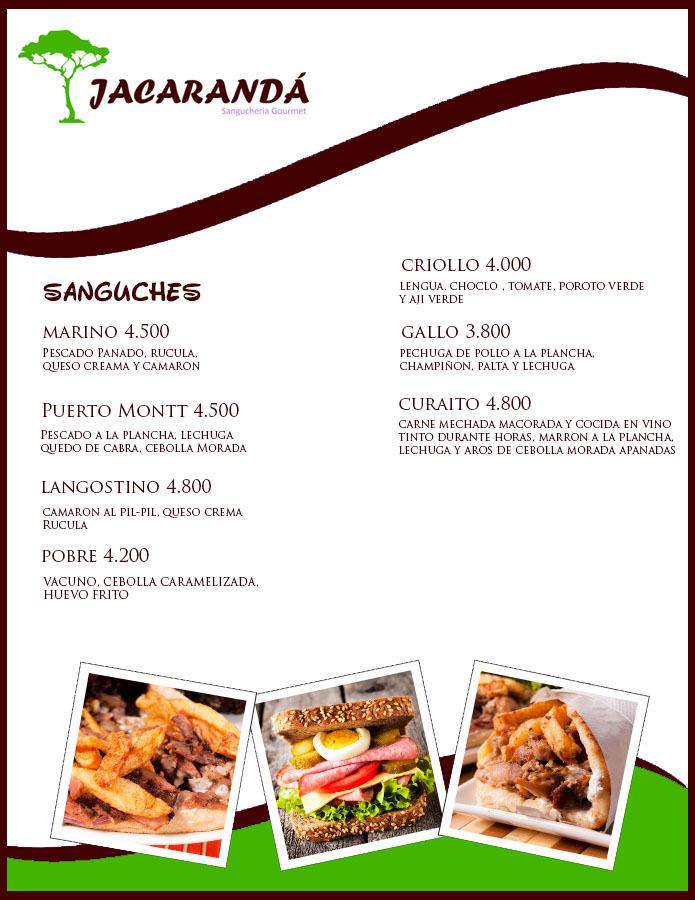 JACARANDÁ
Sangucheria Gourmet
SANGUCHES
MARINO 4.500
PESCADO PANADO, RUCULA,
QUESO CREAMA Y CAMARON
PUERTO MONTT 4.500
PESCADO A LA PLANCHA, LECHUGA
QUEDO DE CABRA, CEBOLLA MORADA
LANGOSTINO 4.800
CAMARON AL PIL-PIL, QUESO CREMA
RUCULA
POBRE 4.200
VACUNO, CEBOLLA CARAMELIZADA,
HUEVO FRITO
CRIOLLO 4.000
LENGUA, CHOCLO , TOMATE, POROTO VERDE
Y AJI VERDE
GALLO 3.800
PECHUGA DE POLLO A LA PLANCHA,
CHAMPIÑON, PALTA Y LECHUGA
CURAITO 4.800
CARNE MECHADA MACORADA Y COCIDA EN VINO
TINTO DURANTE HORAS, MARRON A LA PLANCHA,
LECHUGA Y AROS DE CEBOLLA MORADA APANADAS